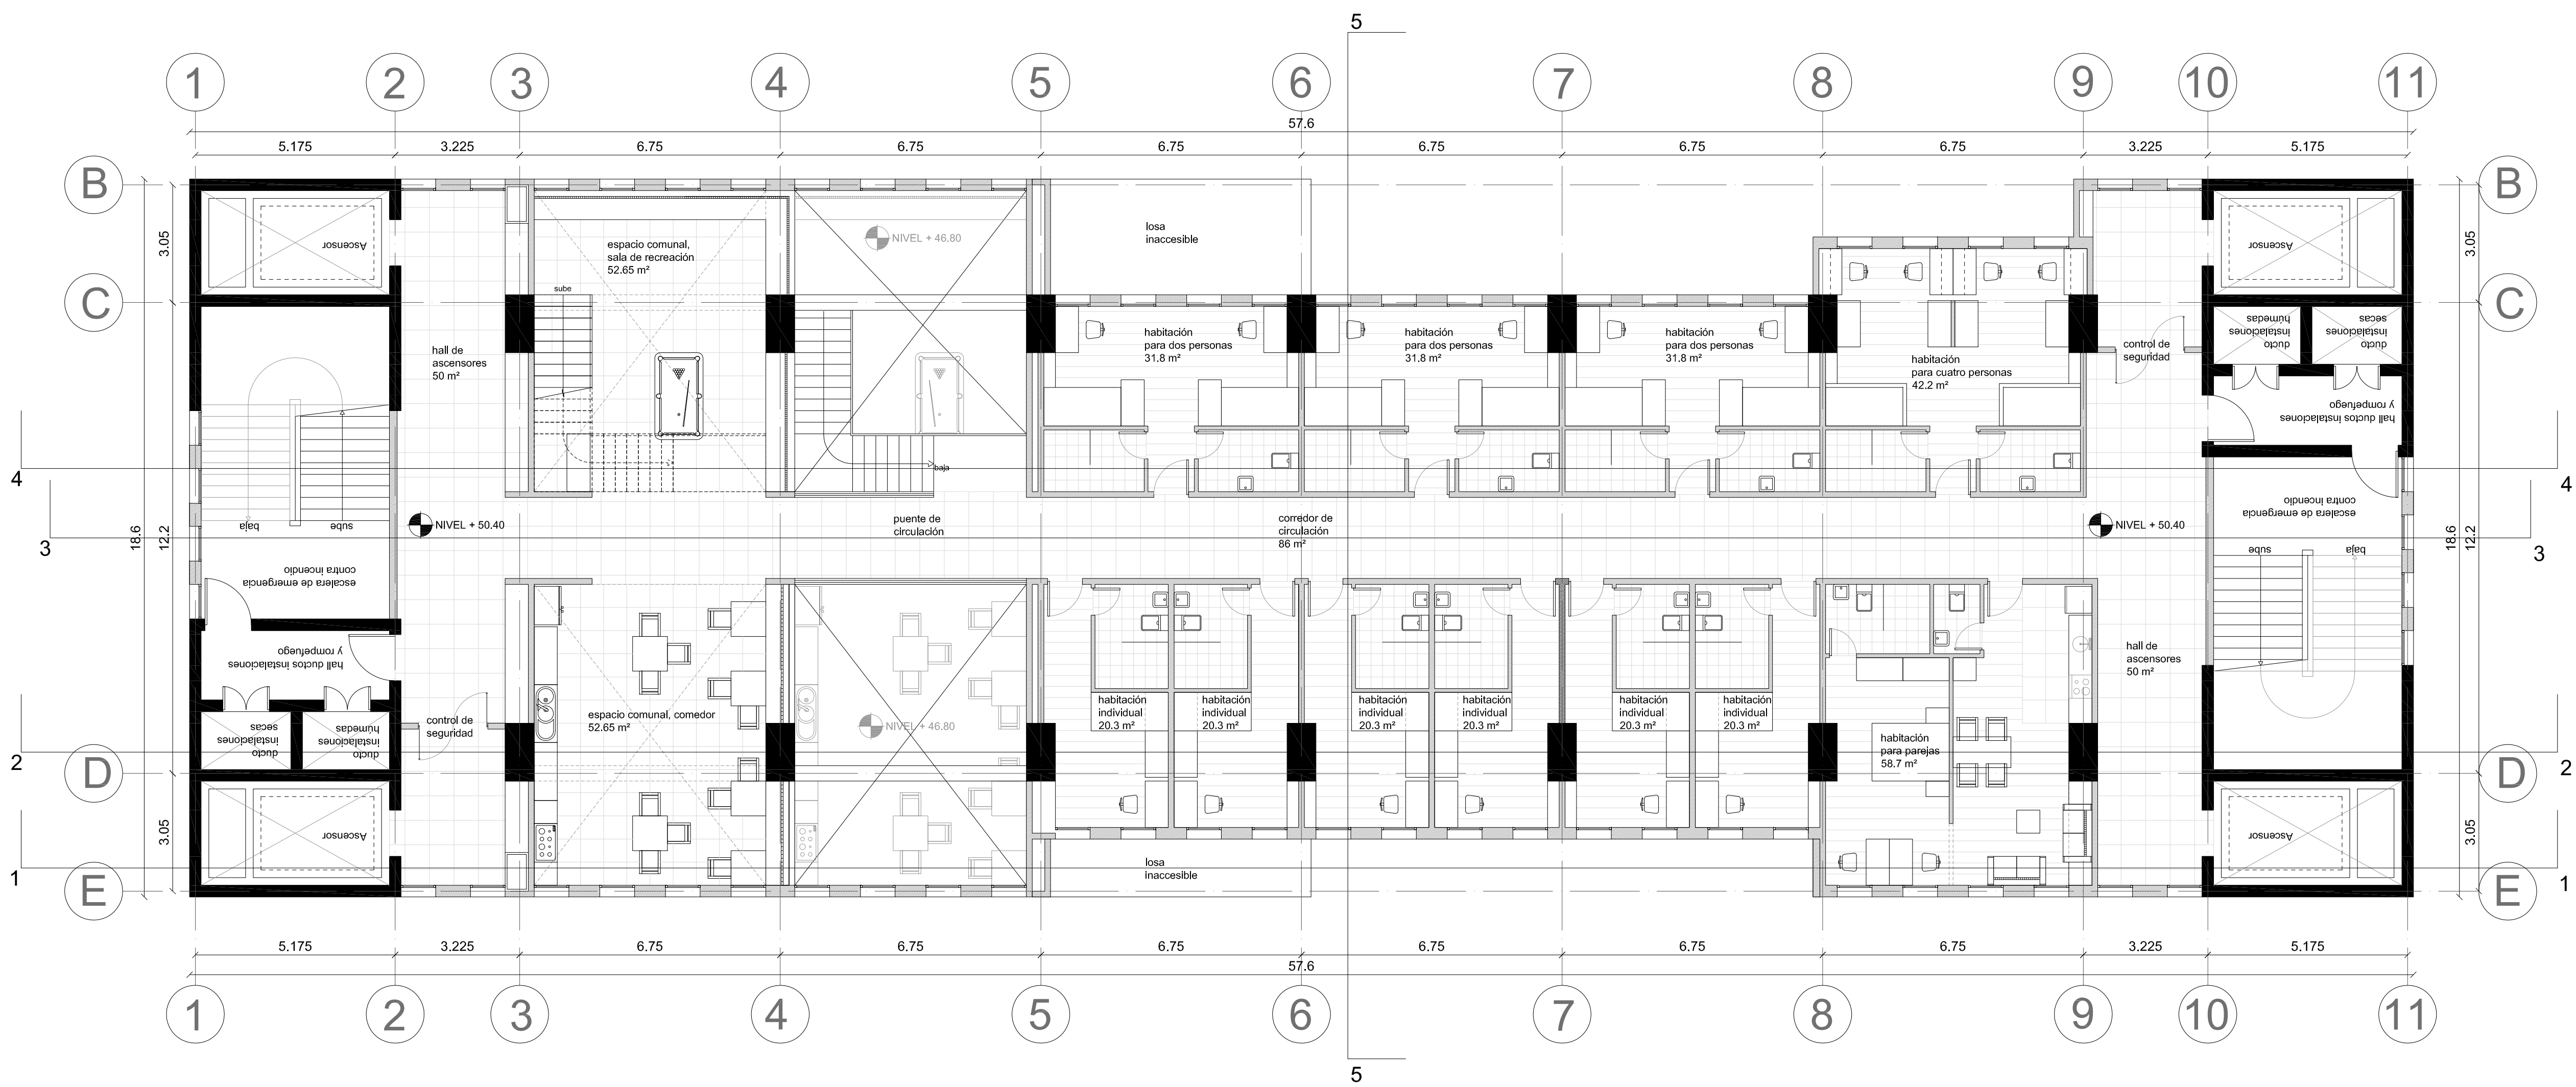 5
1 2 3 4 5 6 7 8 9 10 11
57.6
5.175 3.225 6.75 6.75 6.75 6.75 6.75 6.75 3.225 5.175
B B
Ascensor
3.05
espacio comunal,
sala de recreación
52.65 m²
NIVEL + 46.80
losa
inaccesible
Ascensor
3.05
C C
sube
hall de
ascensores
50 m²
habitación
para dos personas
31.8 m²
habitación
para dos personas
31.8 m²
habitación
para dos personas
31.8 m²
habitación
para cuatro personas
42.2 m²
control de
seguridad
ducto
instalaciones
húmedas
ducto
instalaciones
secas
hall ductos instalaciones
y rompefuego
4 4
baja
escalera de emergencia
contra incendio
baja
sube
NIVEL + 50.40
puente de
circulación
corredor de
circulación
86 m²
NIVEL + 50.40
18.6
12.2
18.6
12.2
3 3
sube
baja
escalera de emergencia
contra incendio
hall ductos instalaciones
y rompefuego
hall de
ascensores
50 m²
ducto
instalaciones
secas
ducto
instalaciones
húmedas
control de
seguridad
espacio comunal, comedor
52.65 m²
NIVEL + 46.80
habitación
individual
20.3 m²
habitación
individual
20.3 m²
habitación
individual
20.3 m²
habitación
individual
20.3 m²
habitación
individual
20.3 m²
habitación
individual
20.3 m²
habitación
para parejas
58.7 m²
2 2
D D
3.05
Ascensor
Ascensor
3.05
losa
inaccesible
1 1
E E
5.175 3.225 6.75 6.75 6.75 6.75 6.75 6.75 3.225 5.175
57.6
1 2 3 4 5 6 7 8 9 10 11
5